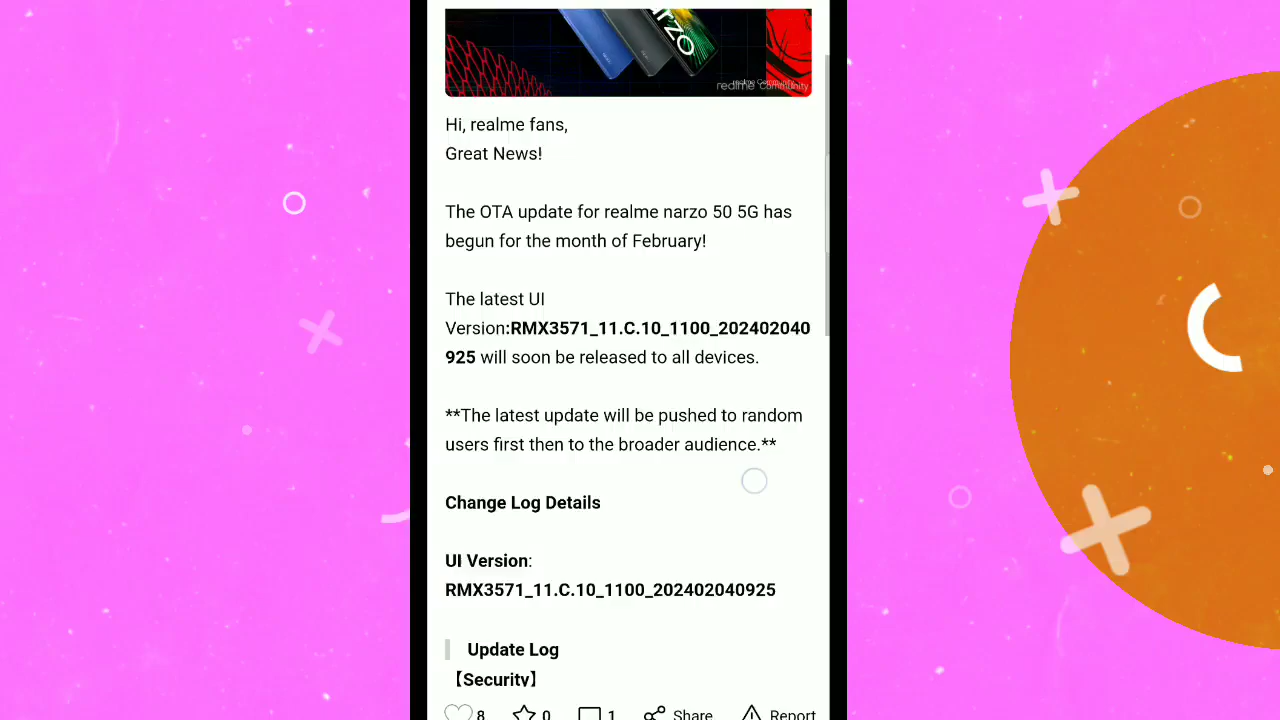 narzo
realme Community
realme Community
Hi, realme fans,
Great News!
The OTA update for realme narzo 50 5G has
begun for the month of February!
The latest UI
Version:RMX3571_11.C.10_1100_202402040
925 will soon be released to all devices.
**The latest update will be pushed to random
users first then to the broader audience.**
Change Log Details
UI Version:
RMX3571_11.C.10_1100_202402040925
Update Log
【Security】
8
0
1
Share
Report